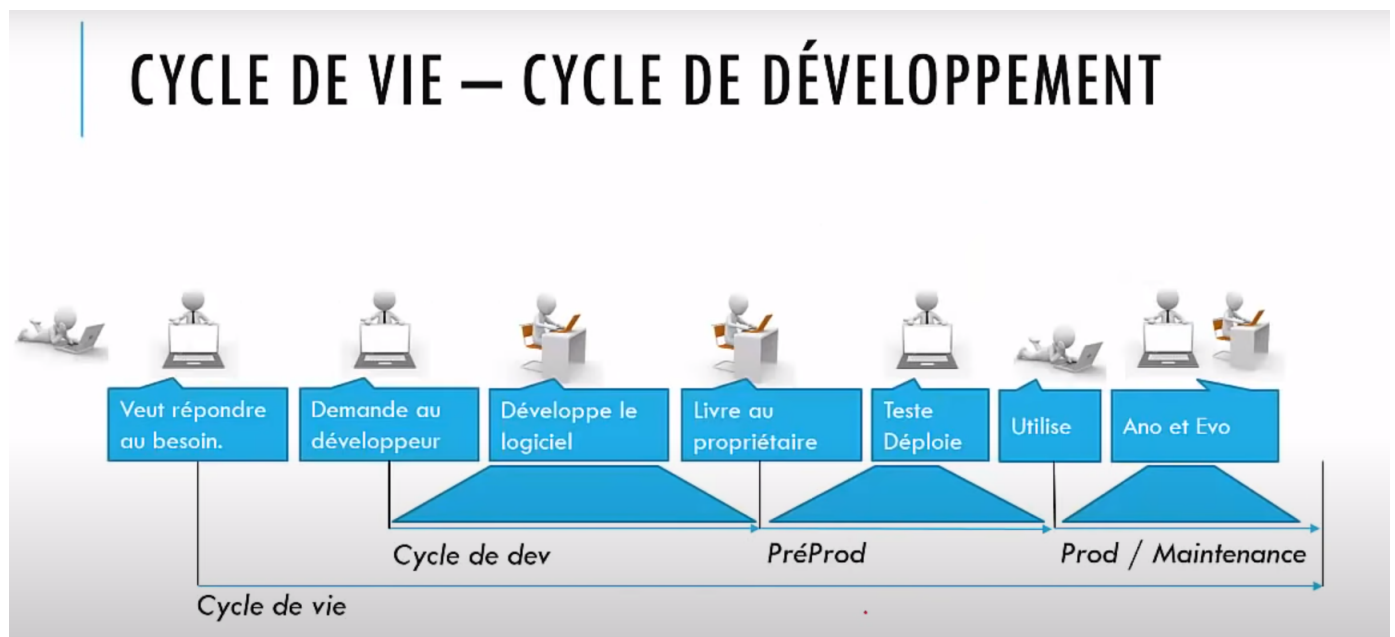 CYCLE DE VIE – CYCLE DE DÉVELOPPEMENT
Veut répondre
au besoin.
Demande au
développeur
Développe le
logiciel
Livre au
propriétaire
Teste
Déploie
Utilise
Ano et Evo
Cycle de dev
PréProd
Prod / Maintenance
Cycle de vie